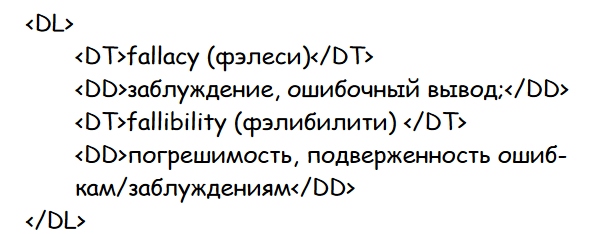 <DL>
<DT>fallacy (фэлеси)</DT>
<DD>заблуждение, ошибочный вывод;</DD>
<DT>fallibility (фэлибилити) </DT>
<DD>погрешимость, подверженность ошиб-
кам/заблуждениям</DD>
</DL>